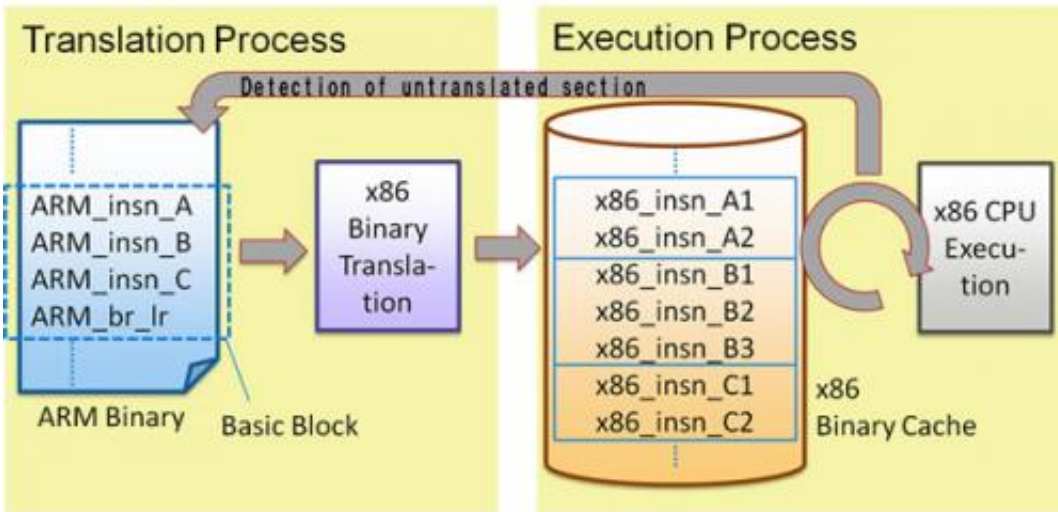 Translation Process
Execution Process
Detection of untranslated section
ARM_insn_A
ARM_insn_B
ARM_insn_C
ARM_br_lr
ARM Binary
Basic Block
x86
Binary
Transla-
tion
x86_insn_A1
x86_insn_A2
x86_insn_B1
x86_insn_B2
x86_insn_B3
x86_insn_C1
x86_insn_C2
x86
Binary Cache
x86 CPU
Execu-
tion